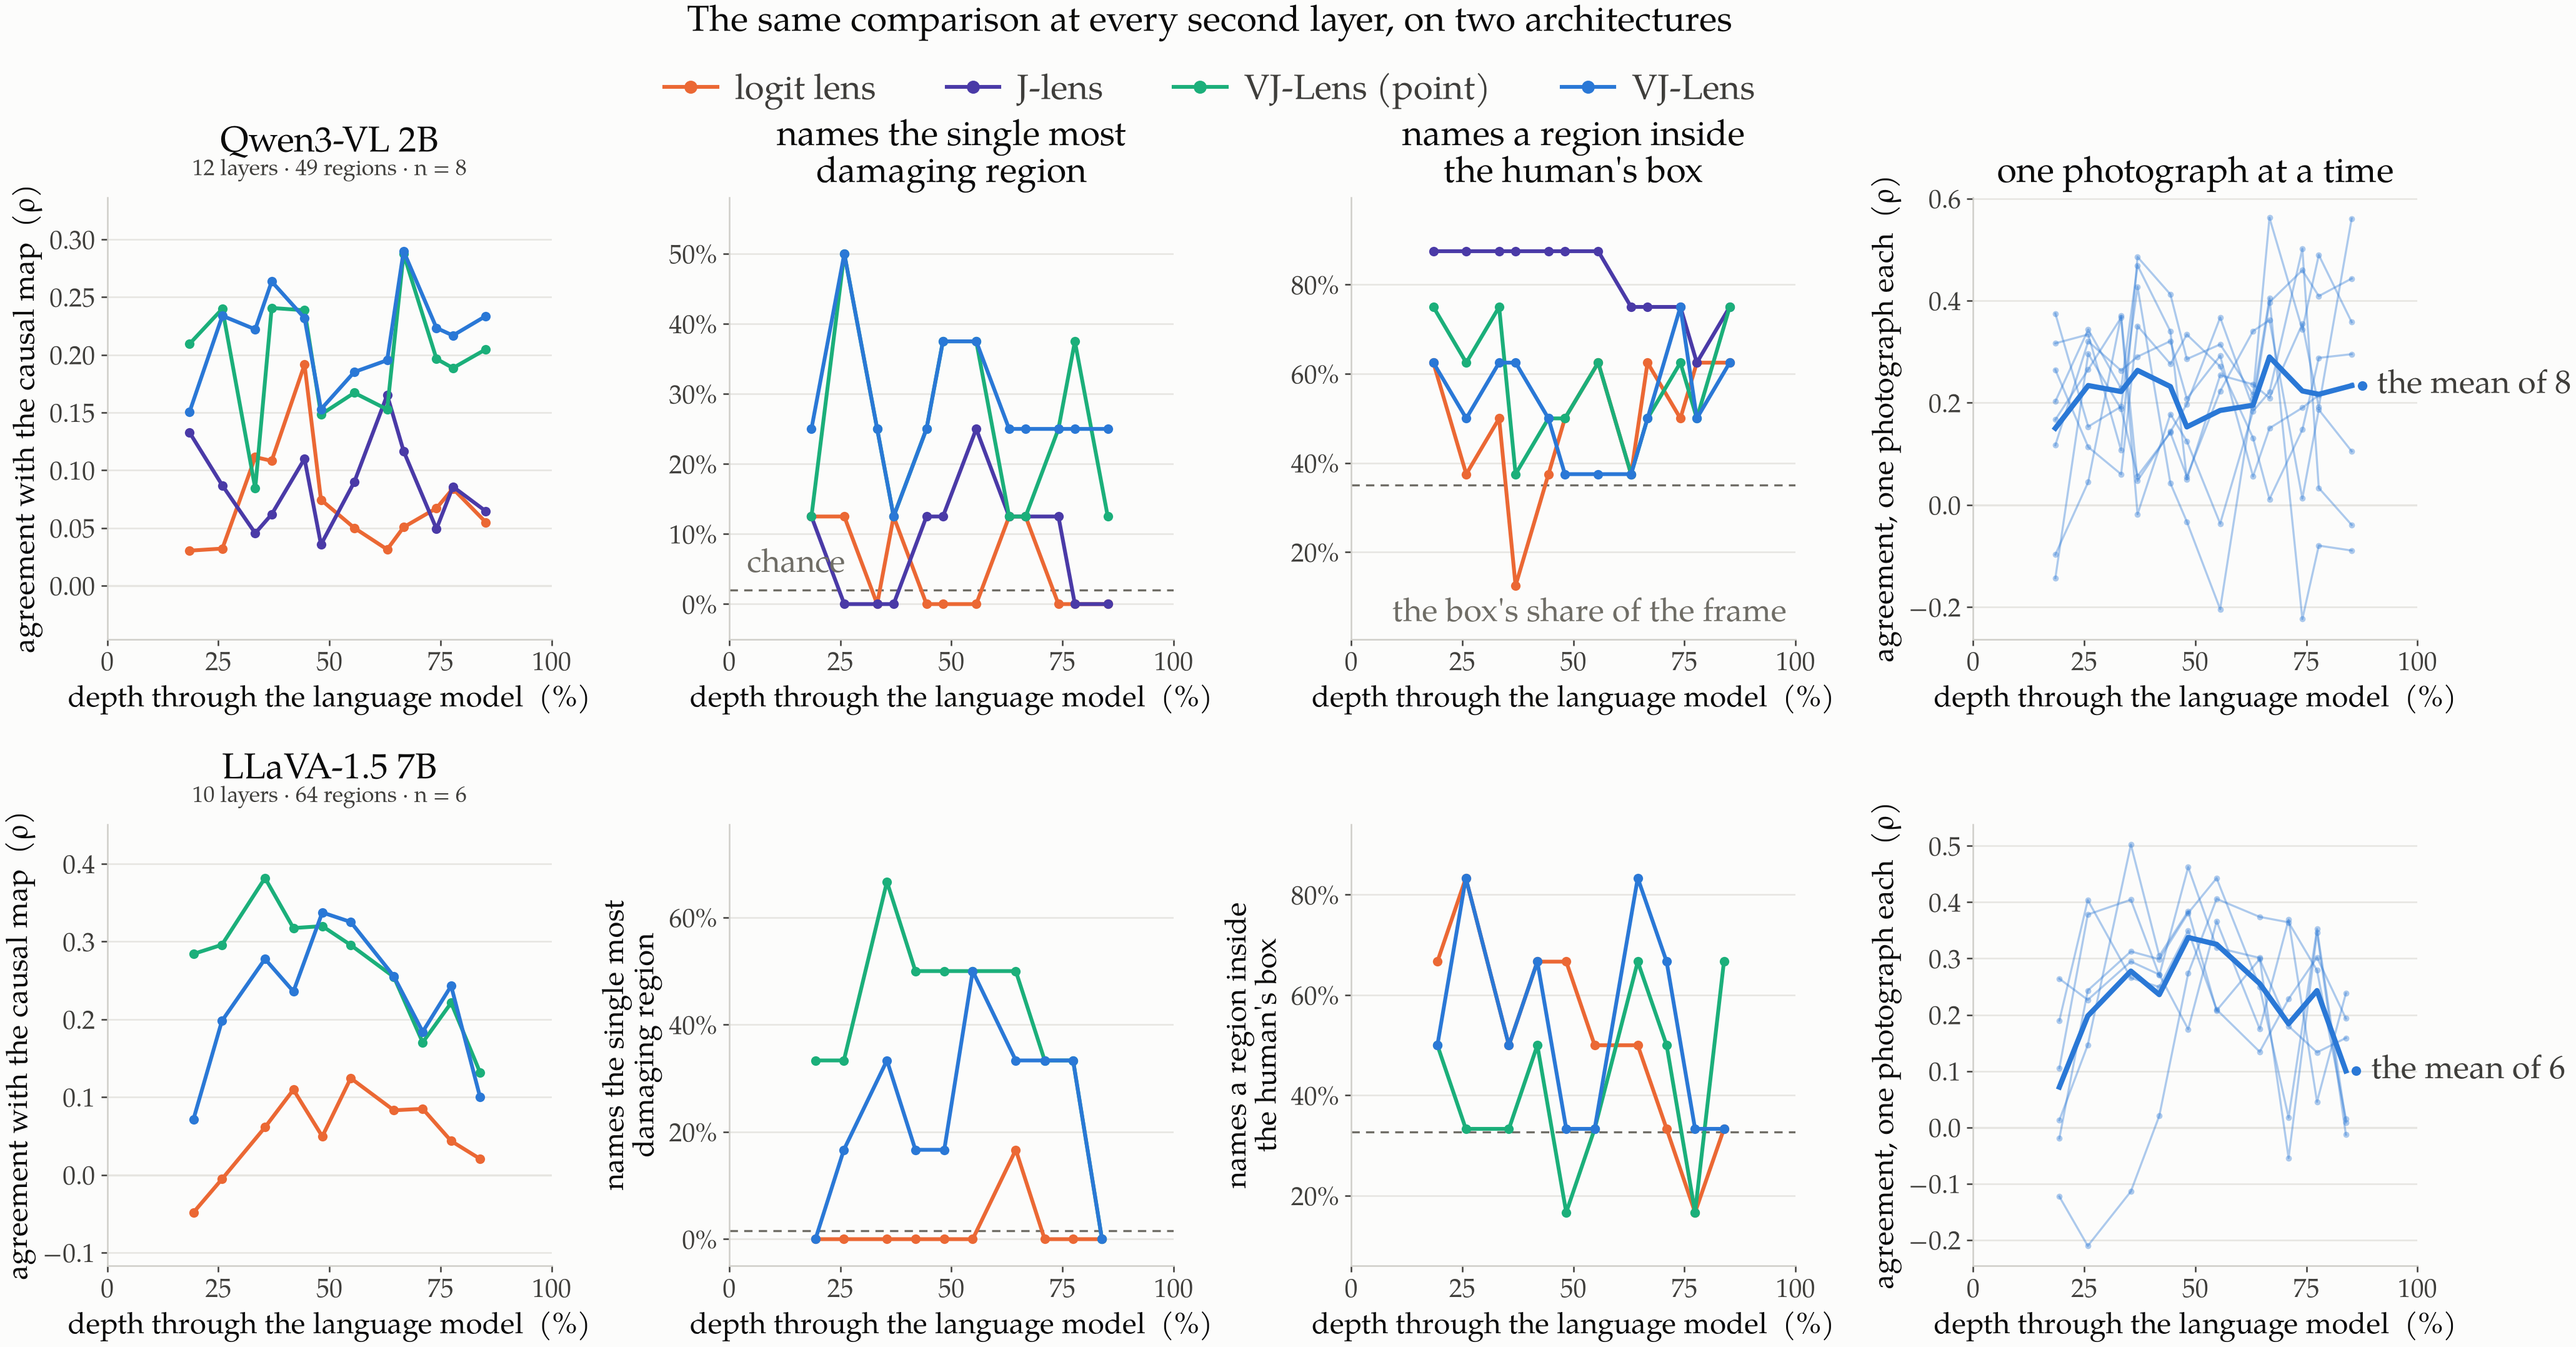 The same comparison at every second layer, on two architectures
logit lens
J-lens
VJ-Lens (point)
VJ-Lens
Qwen3-VL 2B
12 layers · 49 regions · n = 8
agreement with the causal map (ρ)
0.30
0.25
0.20
0.15
0.10
0.05
0.00
0
25
50
75
100
depth through the language model (%)
names the single most
damaging region
50%
40%
30%
20%
10%
0%
chance
0
25
50
75
100
depth through the language model (%)
names a region inside
the human's box
80%
60%
40%
20%
the box's share of the frame
0
25
50
75
100
depth through the language model (%)
one photograph at a time
agreement, one photograph each (ρ)
0.6
0.4
0.2
0.0
−0.2
the mean of 8
0
25
50
75
100
depth through the language model (%)
LLaVA-1.5 7B
10 layers · 64 regions · n = 6
agreement with the causal map (ρ)
0.4
0.3
0.2
0.1
0.0
−0.1
0
25
50
75
100
depth through the language model (%)
names the single most
damaging region
60%
40%
20%
0%
0
25
50
75
100
depth through the language model (%)
names a region inside
the human's box
80%
60%
40%
20%
0
25
50
75
100
depth through the language model (%)
agreement, one photograph each (ρ)
0.5
0.4
0.3
0.2
0.1
0.0
−0.1
−0.2
the mean of 6
0
25
50
75
100
depth through the language model (%)